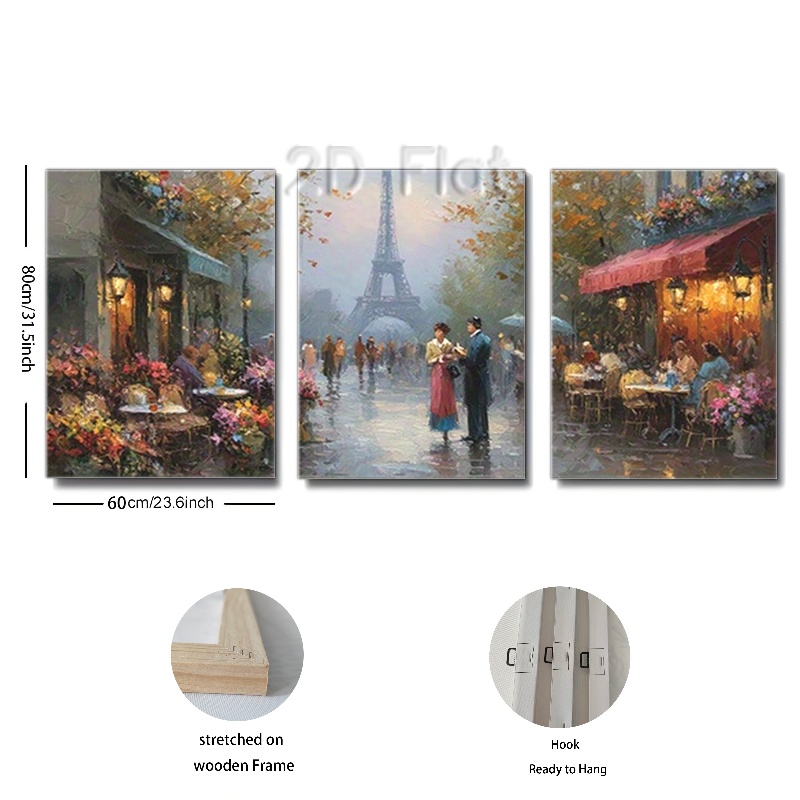 2D Flat
80cm/31.5inch
60cm/23.6inch
stretched on
wooden Frame
Hook
Ready to Hang